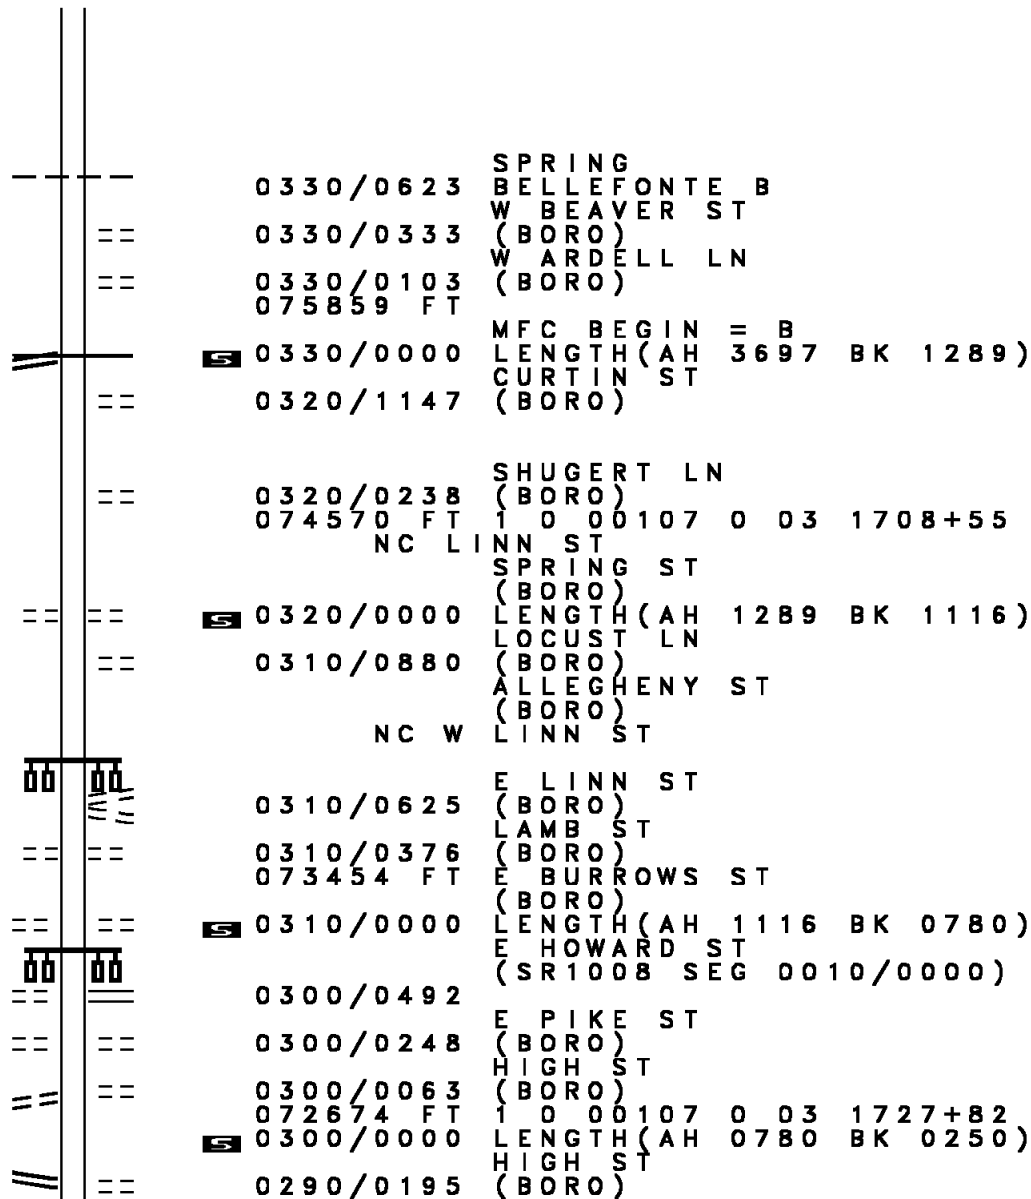 SPRING
0330/0623 BELLEFONTE B
W BEAVER ST
0330/0333 (BORO)
W ARDELL LN
0330/0103 (BORO)
075859 FT
MFC BEGIN = B
S 0330/0000 LENGTH(AH 3697 BK 1289)
CURTIN ST
0320/1147 (BORO)
SHUGERT LN
0320/0238 (BORO)
074570 FT 1 0 00107 0 03 1708+55
NC LINN ST
SPRING ST
(BORO)
S 0320/0000 LENGTH(AH 1289 BK 1116)
LOCUST LN
0310/0880 (BORO)
ALLEGHENY ST
(BORO)
NC W LINN ST
E LINN ST
0310/0625 (BORO)
LAMB ST
0310/0376 (BORO)
073454 FT E BURROWS ST
(BORO)
S 0310/0000 LENGTH(AH 1116 BK 0780)
E HOWARD ST
(SR1008 SEG 0010/0000)
0300/0492
E PIKE ST
0300/0248 (BORO)
HIGH ST
0300/0063 (BORO)
072674 FT 1 0 00107 0 03 1727+82
S 0300/0000 LENGTH(AH 0780 BK 0250)
HIGH ST
0290/0195 (BORO)